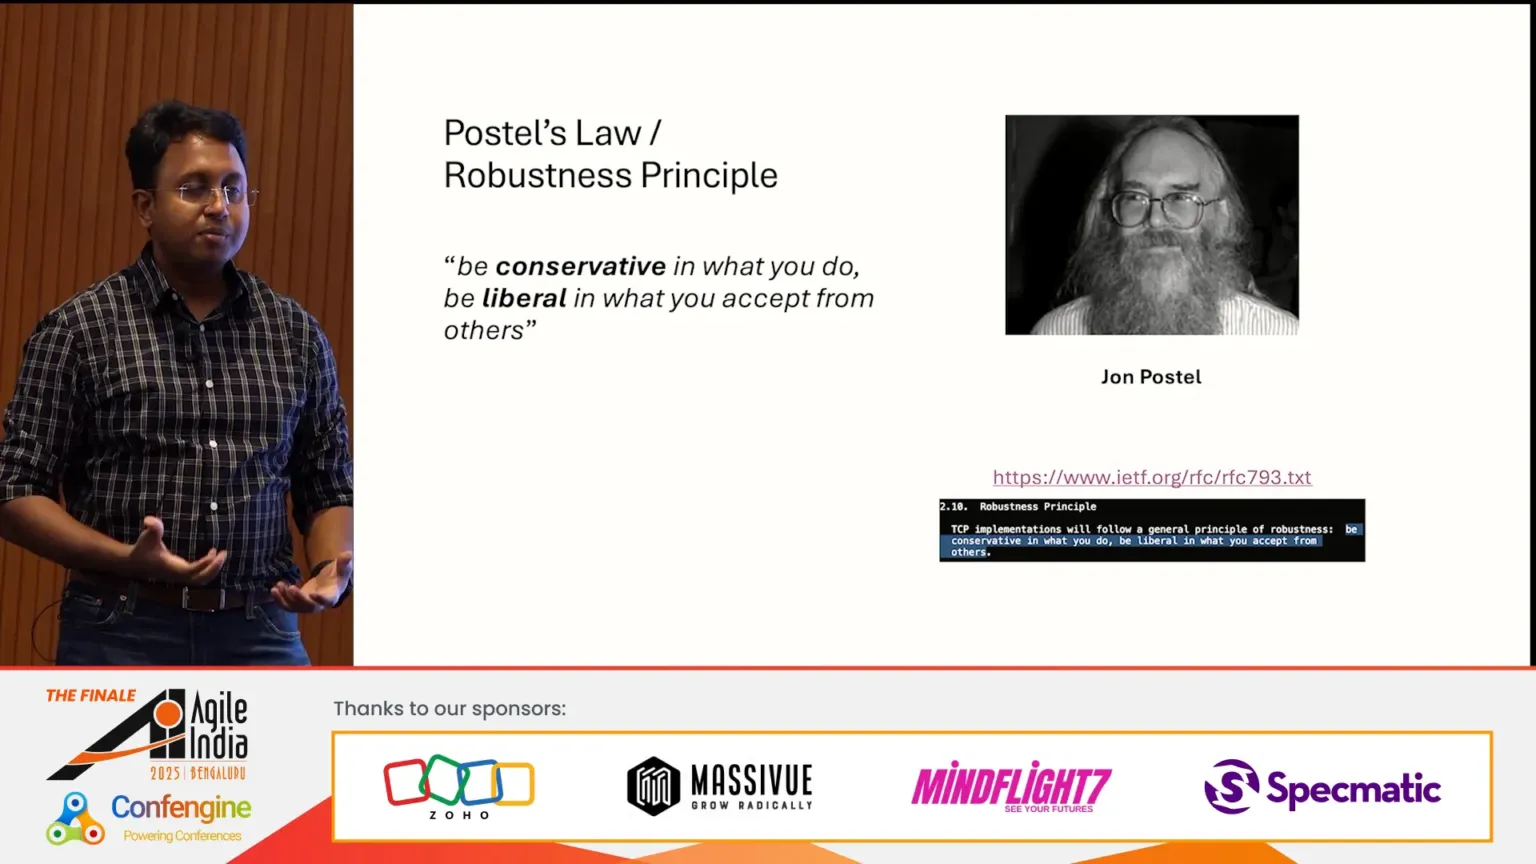 Postel’s Law /
Robustness Principle
“be conservative in what you do,
be liberal in what you accept from
others”
Jon Postel
https://www.ietf.org/rfc/rfc793.txt
2.10. Robustness Principle
TCP implementations will follow a general principle of robustness: be
conservative in what you do, be liberal in what you accept from
others.
THE FINALE
Agile
India
2025 | BENGALURU
Confengine
Powering Conferences
Thanks to our sponsors:
ZOHO
MASSIVUE
GROW RADICALLY
MINDFLIGHT7
SEE YOUR FUTURES
Specmatic